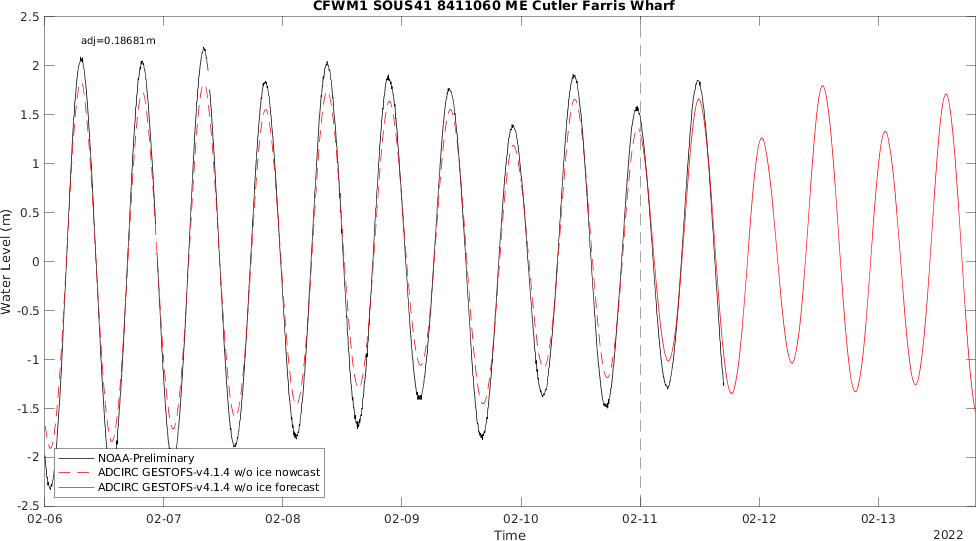 CFWM1 SOUS41 8411060 ME Cutler Farris Wharf
adj=0.18681m
2.5
2
1.5
1
0.5
0
-0.5
-1
-1.5
-2
-2.5
Water Level (m)
NOAA-Preliminary
ADCIRC GESTOFS-v4.1.4 w/o ice nowcast
ADCIRC GESTOFS-v4.1.4 w/o ice forecast
02-06 02-07 02-08 02-09 02-10 02-11 02-12 02-13
Time
2022